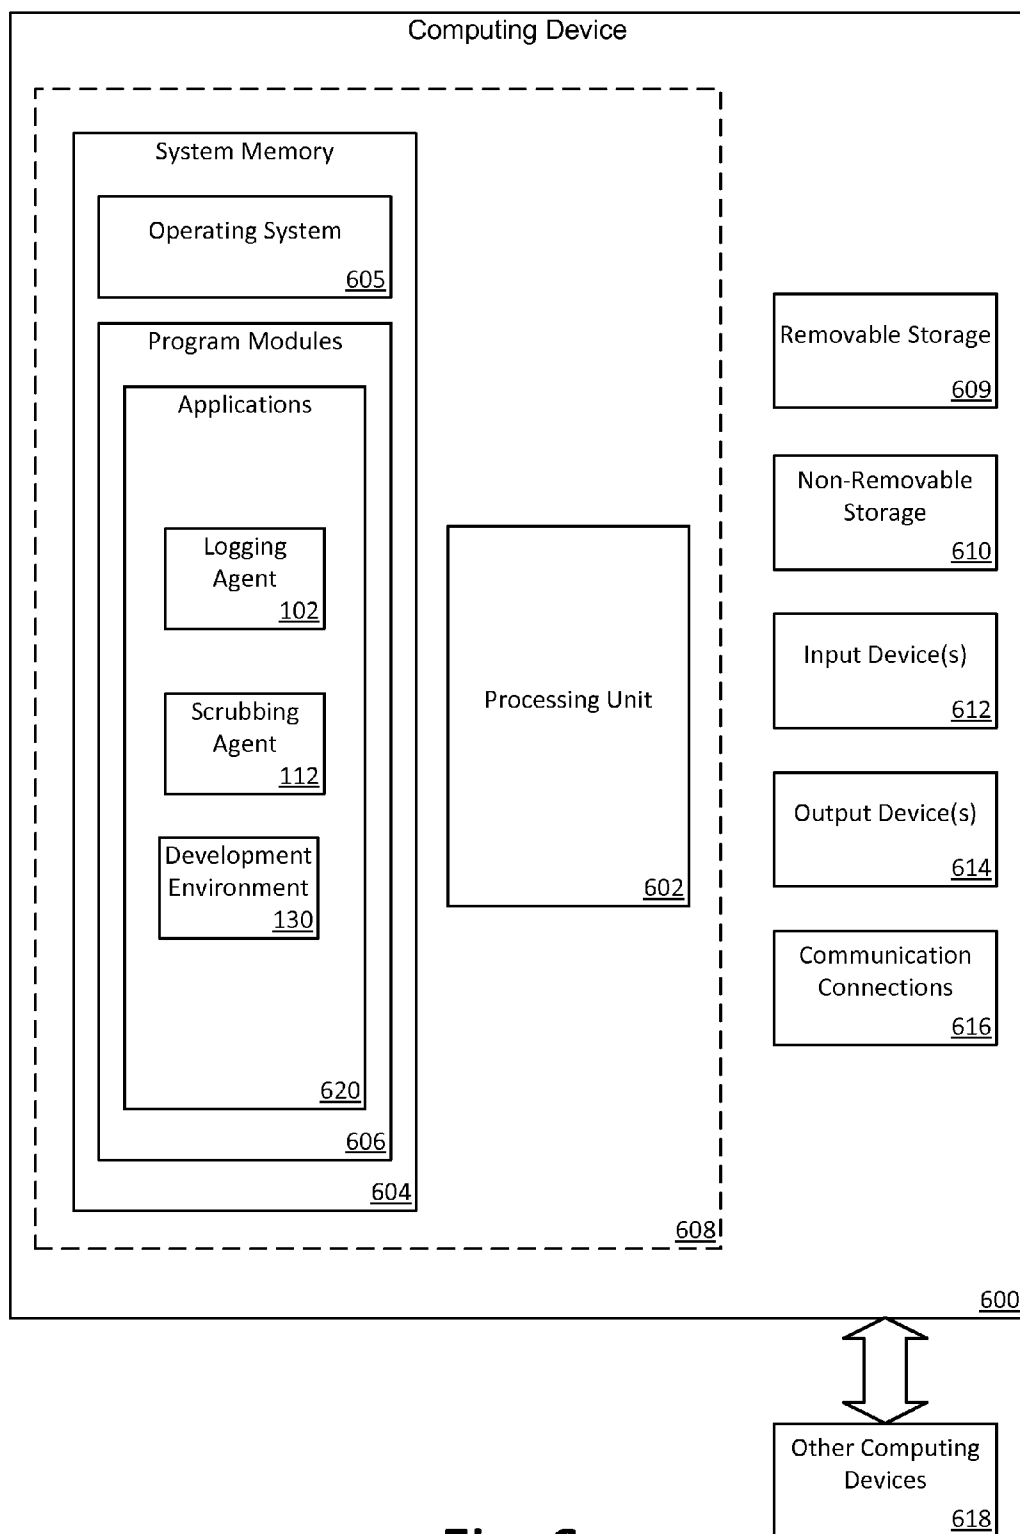 Computing Device
System Memory
Operating System
605
Program Modules
Applications
Logging
Agent
102
Scrubbing
Agent
112
Development
Environment
130
620
606
604
Processing Unit
602
608
Removable Storage
609
Non-Removable
Storage
610
Input Device(s)
612
Output Device(s)
614
Communication
Connections
616
600
Other Computing
Devices
618